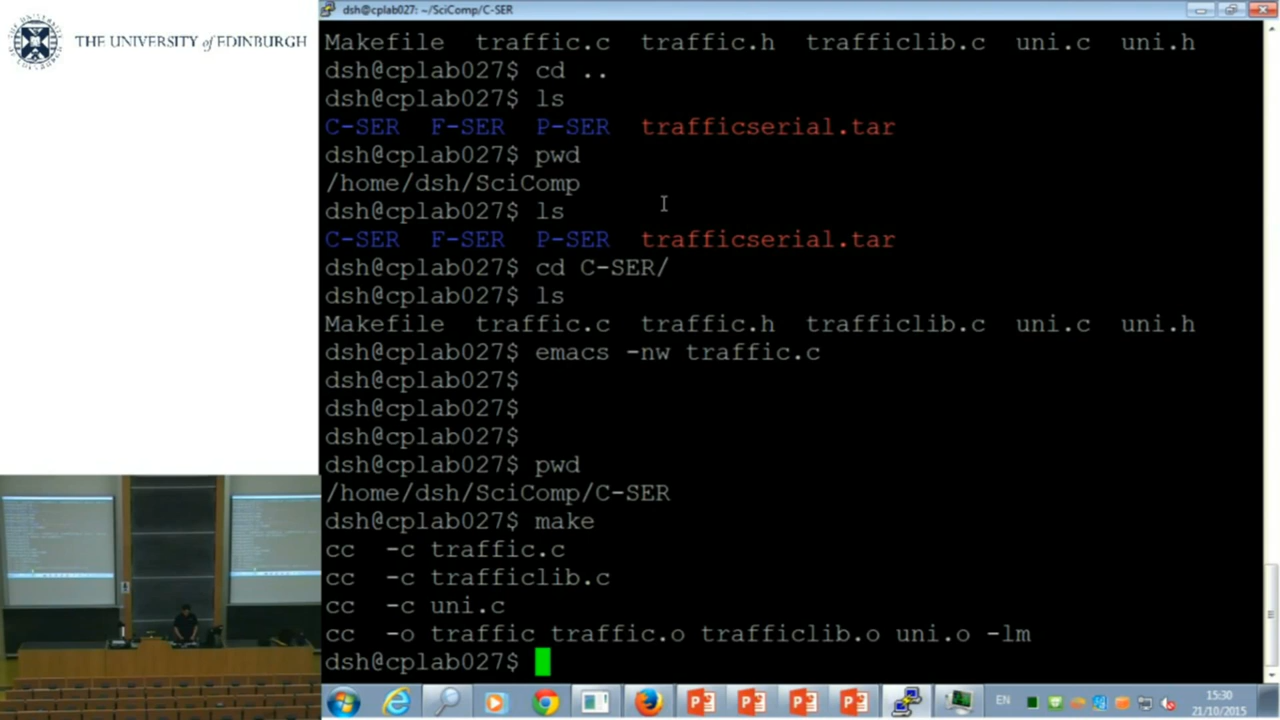 THE UNIVERSITY of EDINBURGH
dsh@cplab027: ~/SciComp/C-SER
Makefile traffic.c traffic.h trafficlib.c uni.c uni.h
dsh@cplab027$ cd ..
dsh@cplab027$ ls
C-SER F-SER P-SER trafficserial.tar
dsh@cplab027$ pwd
/home/dsh/SciComp
dsh@cplab027$ ls
C-SER F-SER P-SER trafficserial.tar
dsh@cplab027$ cd C-SER/
dsh@cplab027$ ls
Makefile traffic.c traffic.h trafficlib.c uni.c uni.h
dsh@cplab027$ emacs -nw traffic.c
dsh@cplab027$
dsh@cplab027$
dsh@cplab027$
dsh@cplab027$ pwd
/home/dsh/SciComp/C-SER
dsh@cplab027$ make
cc -c traffic.c
cc -c trafficlib.c
cc -c uni.c
cc -o traffic traffic.o trafficlib.o uni.o -lm
dsh@cplab027$
EN
15:30
21/10/2015